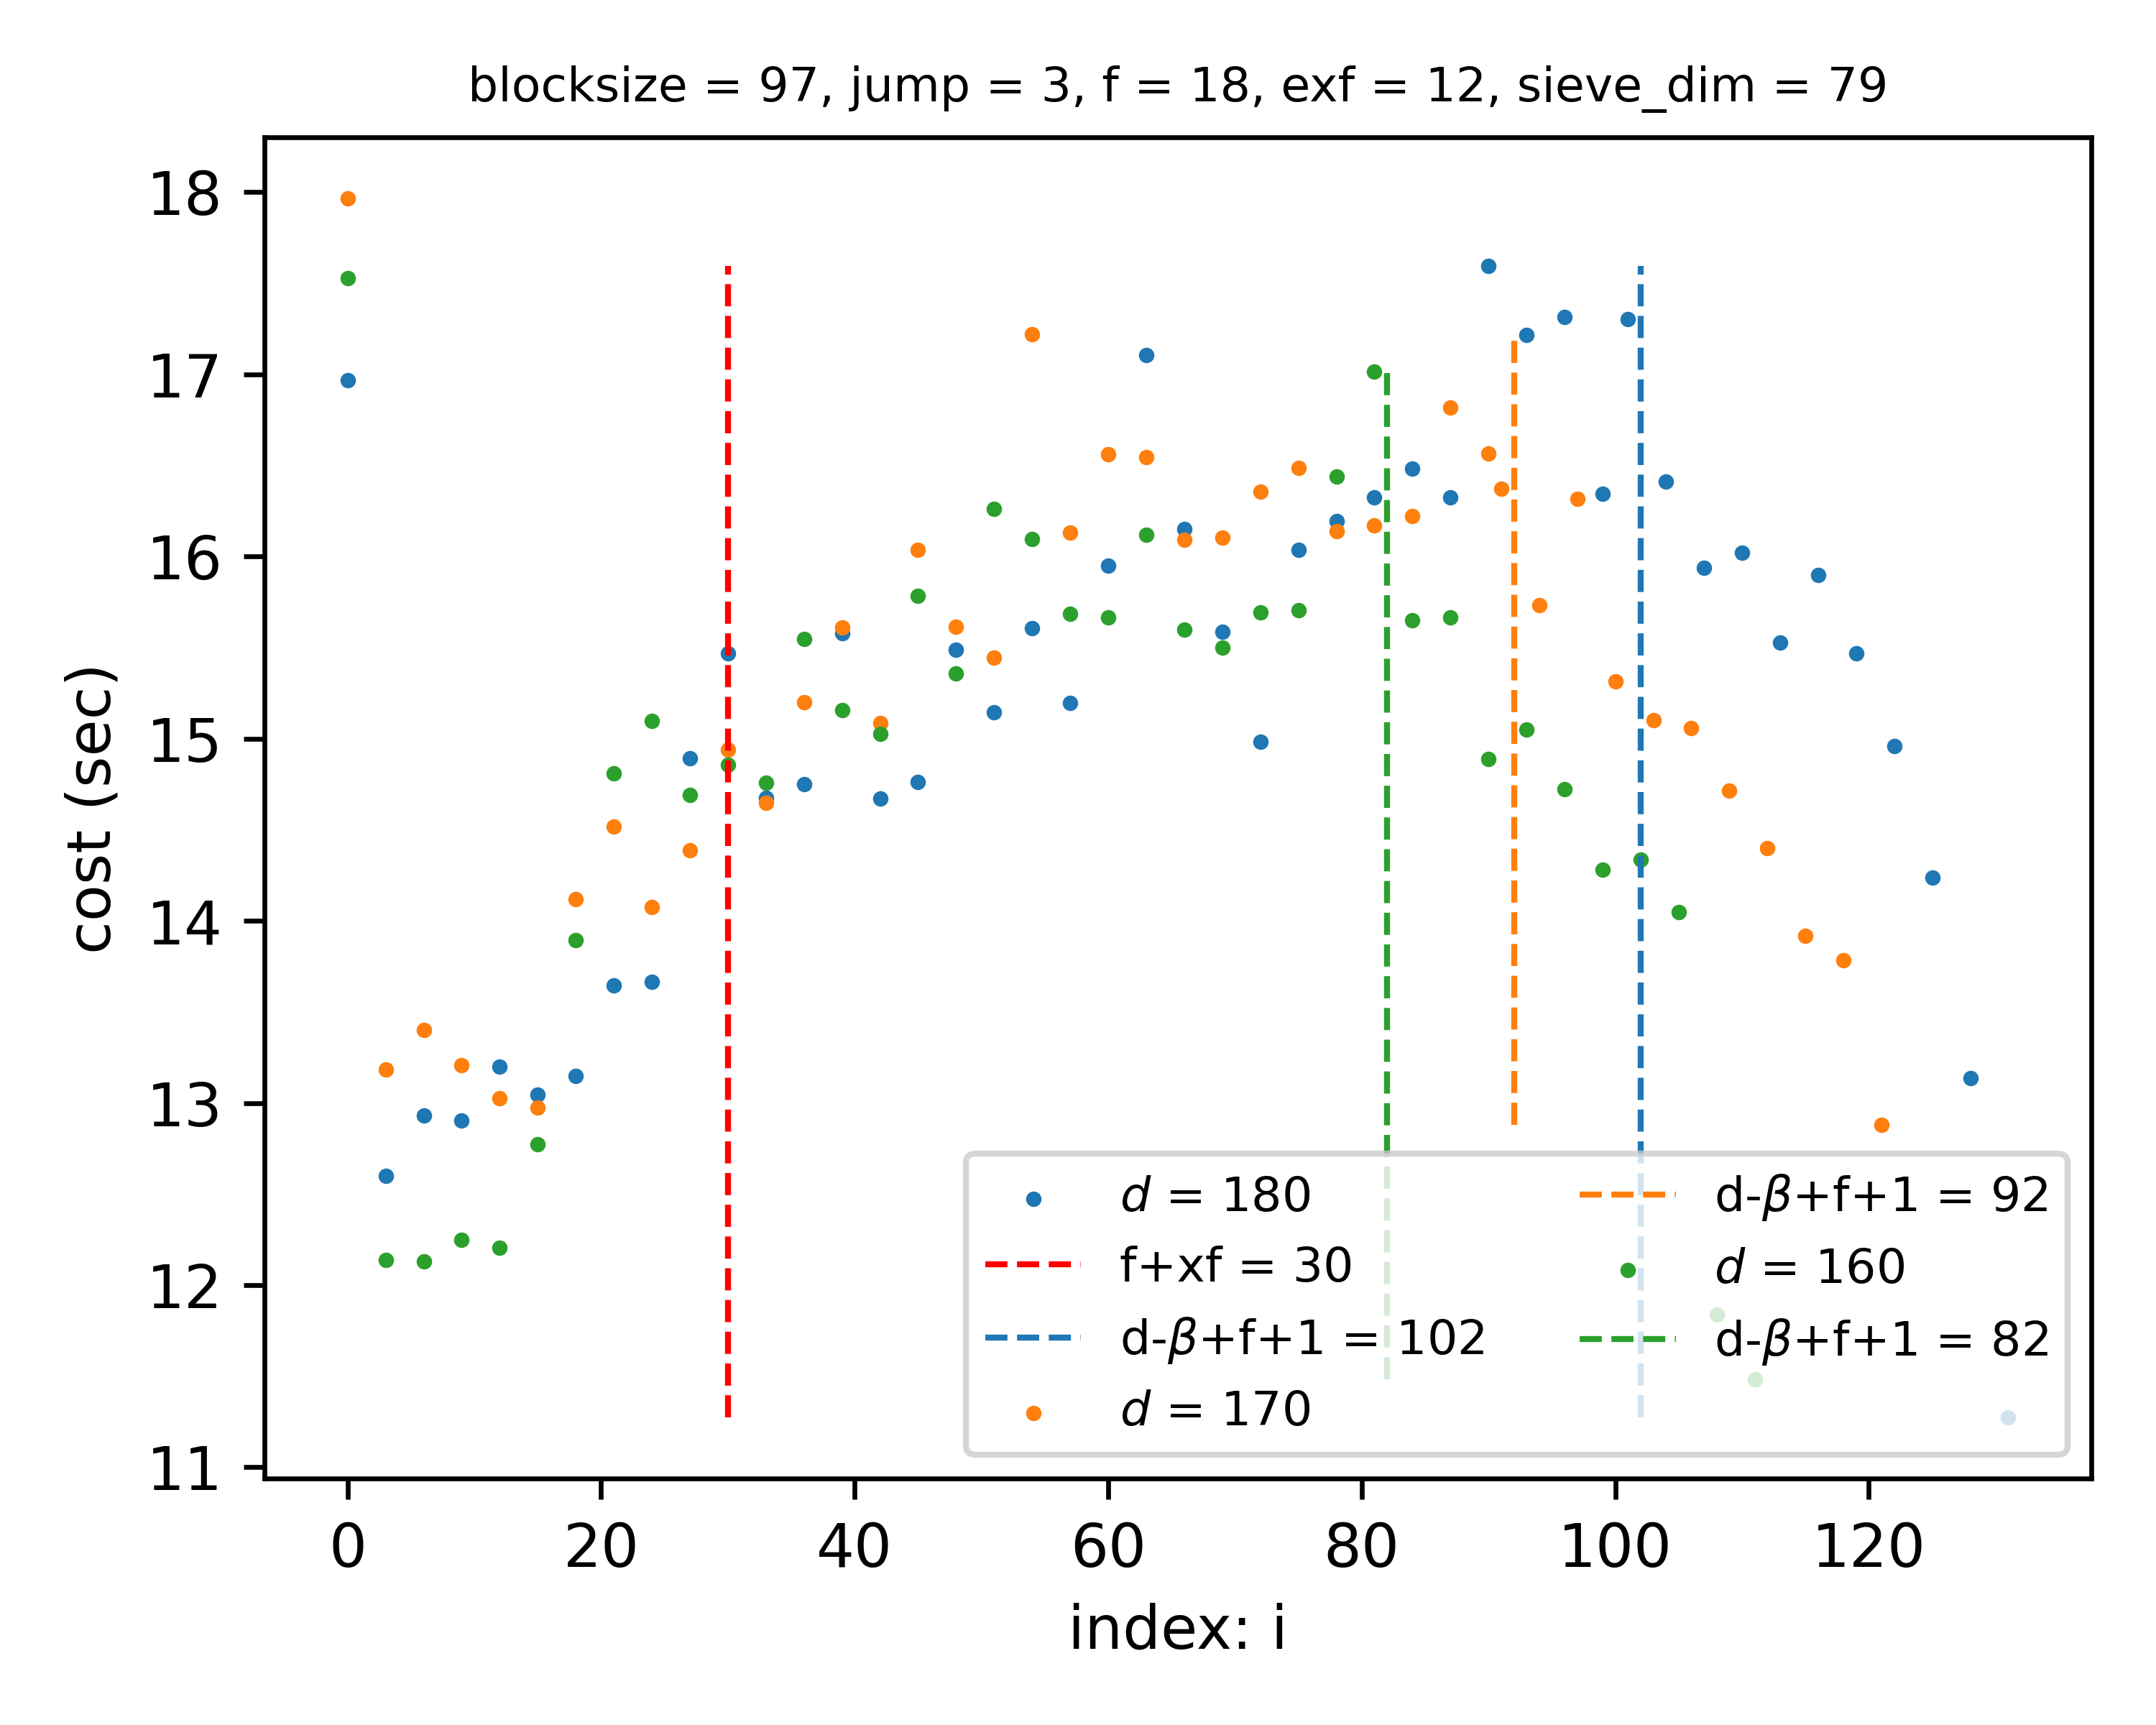 blocksize = 97, jump = 3, f = 18, exf = 12, sieve_dim = 79
18
17
16
15
14
13
12
11
cost (sec)
d = 180
f+xf = 30
d-β+f+1 = 102
d = 170
d-β+f+1 = 92
d = 160
d-β+f+1 = 82
0 20 40 60 80 100 120
index: i